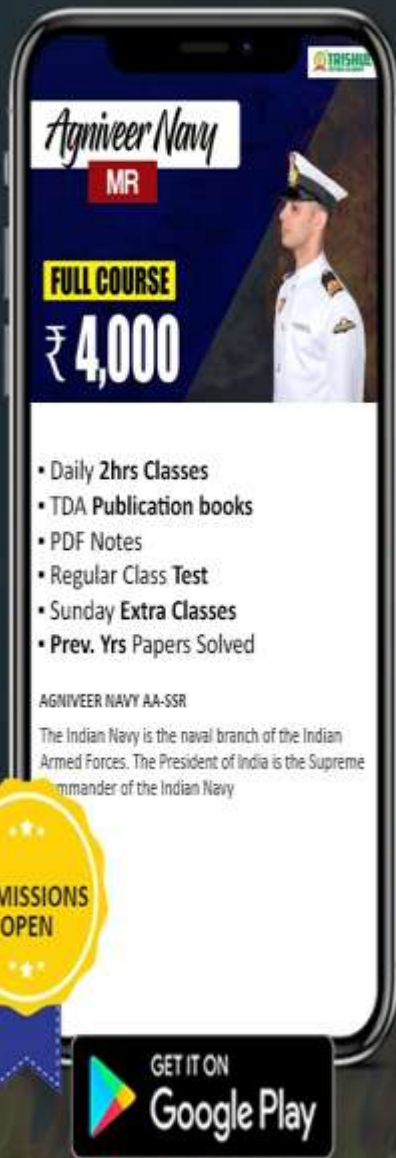 TRISHUL
Agniveer Navy
MR
FULL COURSE
₹ 4,000
• Daily 2hrs Classes
• TDA Publication books
• PDF Notes
• Regular Class Test
• Sunday Extra Classes
• Prev. Yrs Papers Solved
AGNIVEER NAVY AA-SSR
The Indian Navy is the naval branch of the Indian
Armed Forces. The President of India is the Supreme
mmander of the Indian Navy
MISSIONS
OPEN
GET IT ON
Google Play